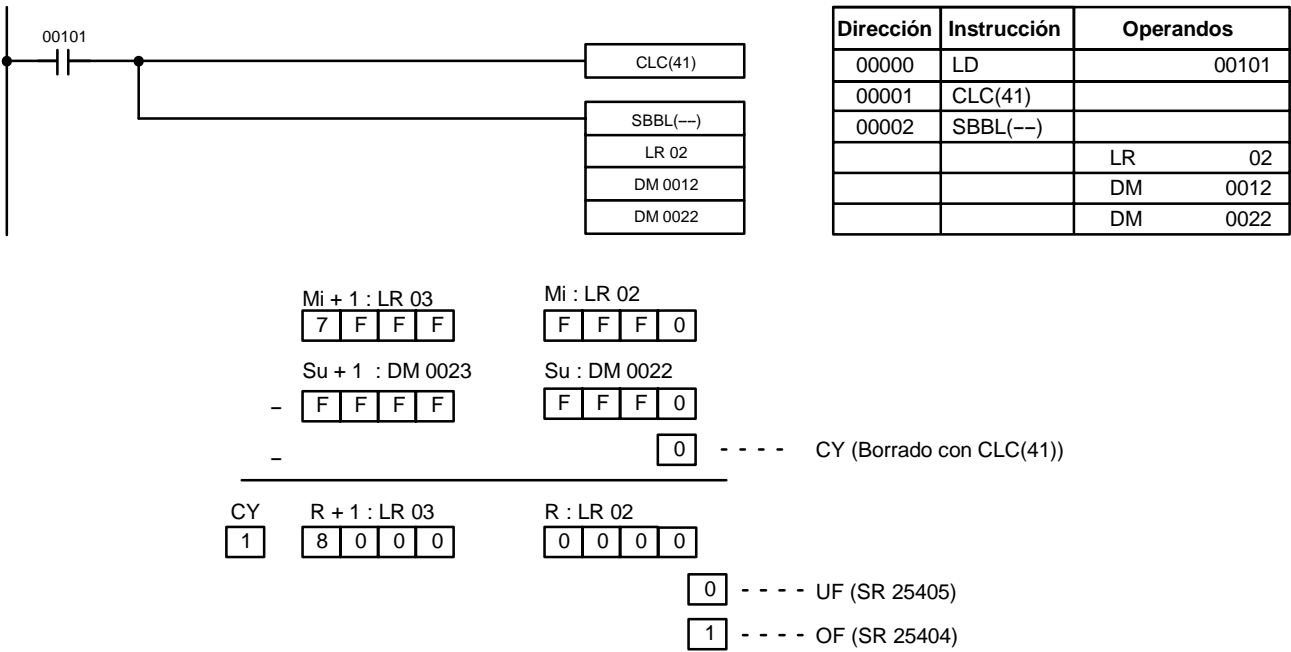 00101
CLC(41)
SBBL(––)
LR 02
DM 0012
DM 0022
Dirección Instrucción Operandos
00000 LD 00101
00001 CLC(41)
00002 SBBL(––)
LR 02
DM 0012
DM 0022
Mi + 1 : LR 03 Mi : LR 02
7 F F F F F F 0
Su + 1 : DM 0023 Su : DM 0022
– F F F F F F F 0
– 0 - - - - CY (Borrado con CLC(41))
CY R + 1 : LR 03 R : LR 02
1 8 0 0 0 0 0 0 0
0 - - - - UF (SR 25405)
1 - - - - OF (SR 25404)